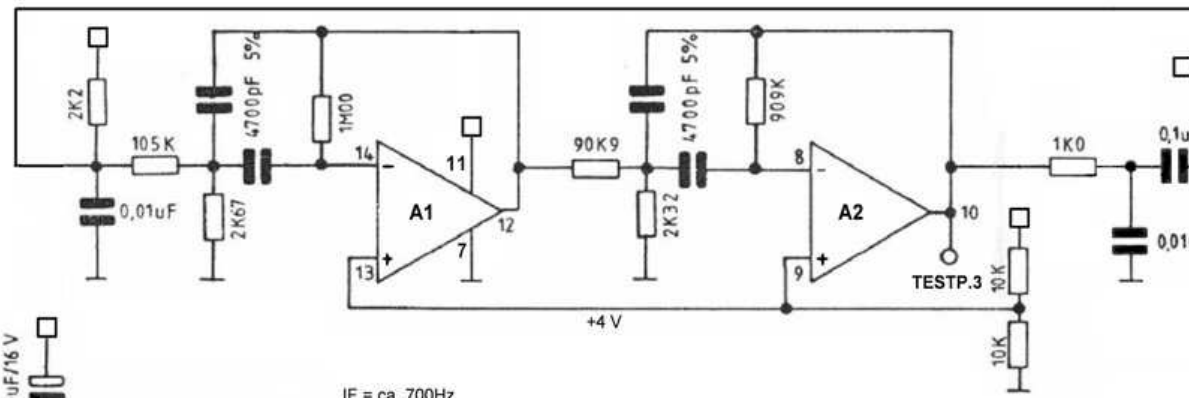 2K2
105K
0,01uF
2K67
4700pF 5%
1M00
14
13
A1
11
7
12
90K9
2K32
4700pF 5%
909K
8
9
A2
10
TESTP.3
+4 V
1K0
0,1u
0,01
10K
10K
uF/16 V
IF = ca. 700Hz